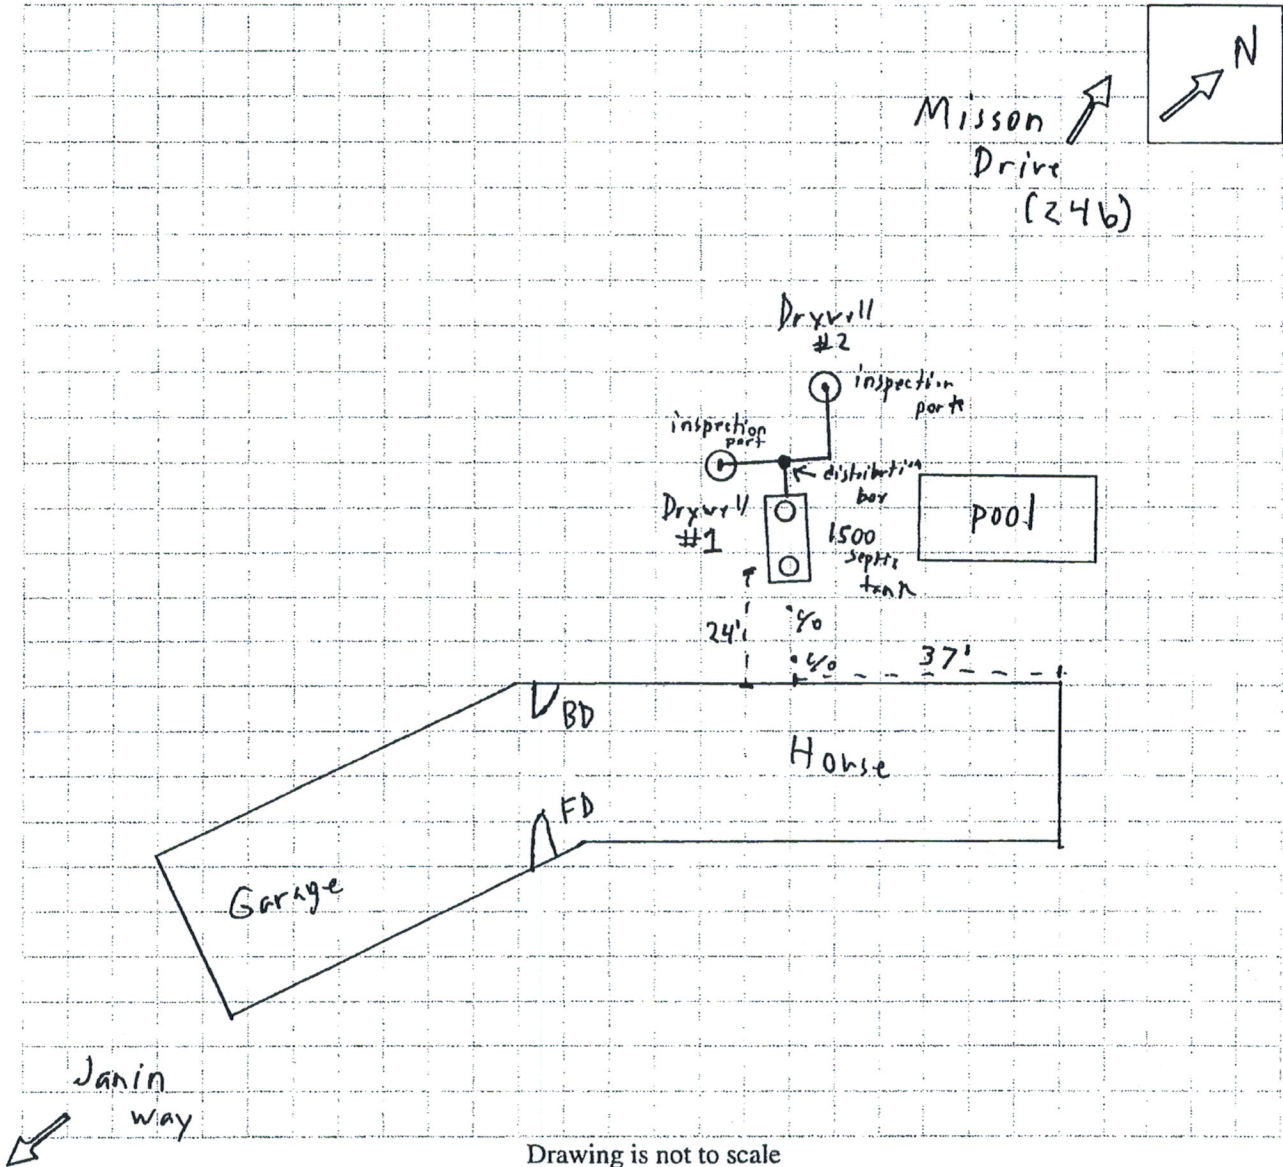 N
Misson
Drive
(246)
Drywell
#2
inspection
ports
inspection
port
distribution
box
Drywell
#1
pool
1500
septic
tank
24'
c/o
c/o
37'
BD
House
FD
Garage
Janin
way
Drawing is not to scale